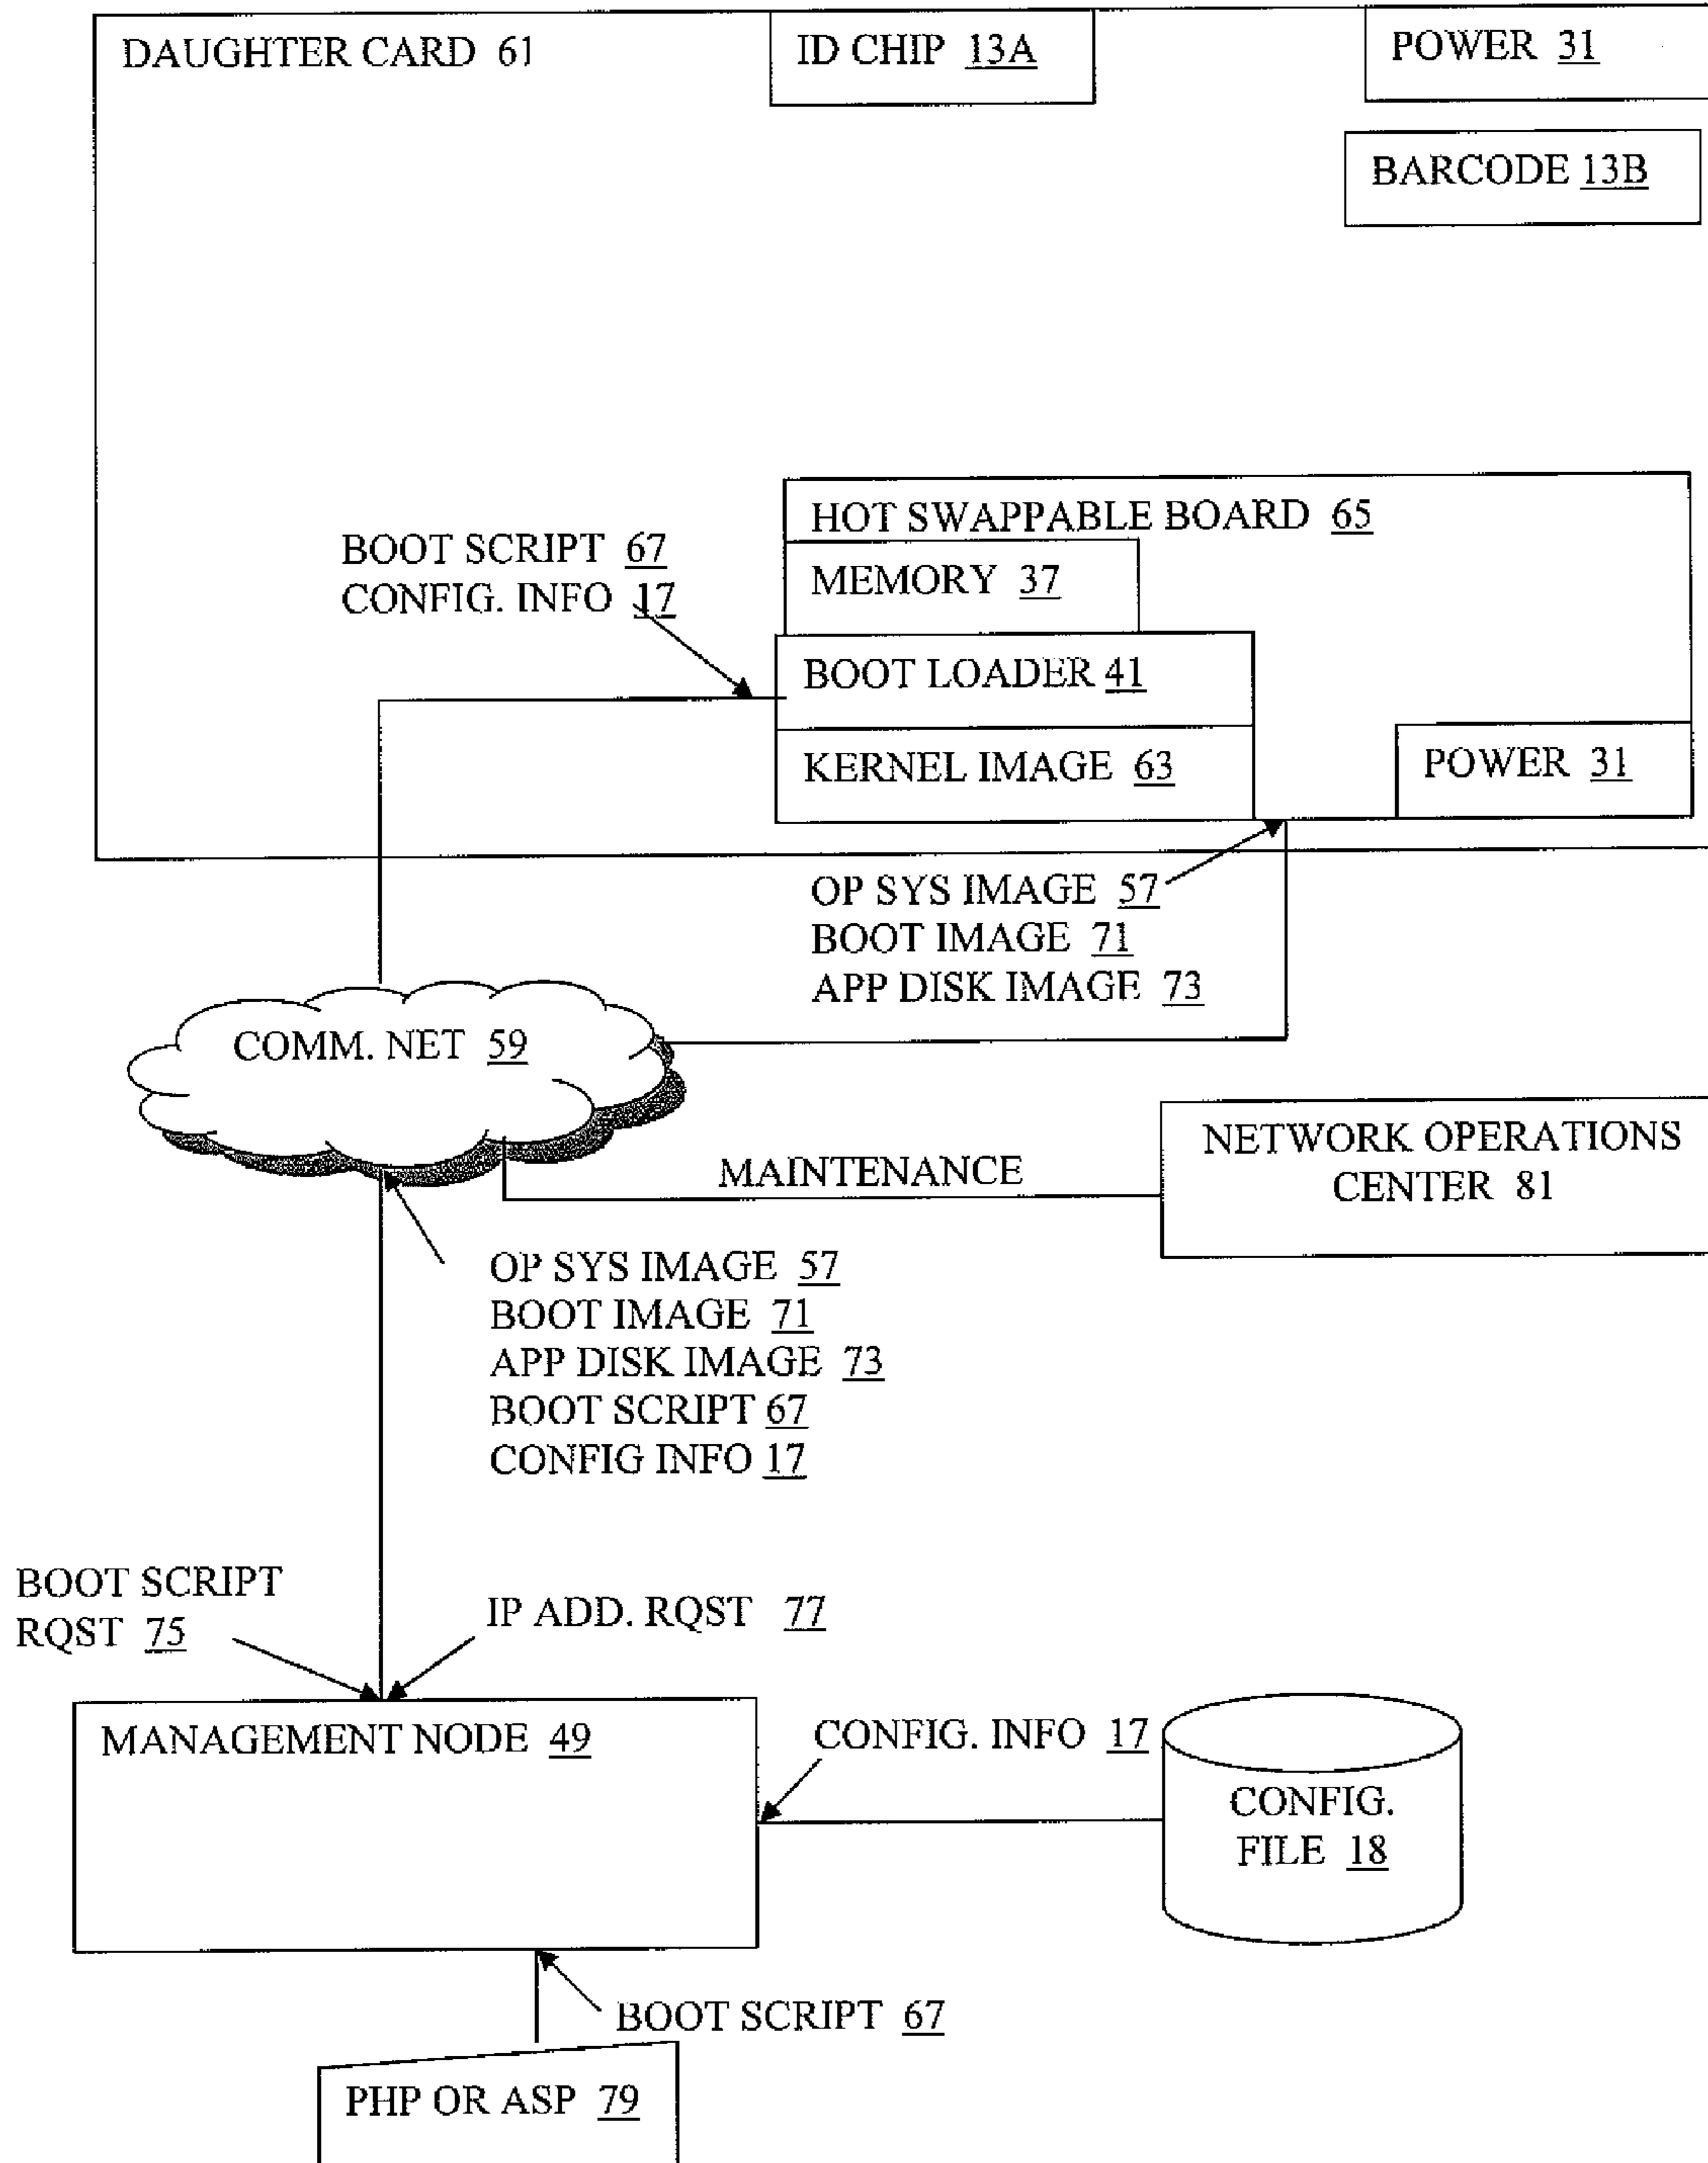 DAUGHTER CARD 61
ID CHIP 13A
POWER 31
BARCODE 13B
HOT SWAPPABLE BOARD 65
MEMORY 37
BOOT SCRIPT 67
CONFIG. INFO 17
BOOT LOADER 41
KERNEL IMAGE 63
POWER 31
OP SYS IMAGE 57
BOOT IMAGE 71
APP DISK IMAGE 73
COMM. NET 59
MAINTENANCE
NETWORK OPERATIONS
CENTER 81
OP SYS IMAGE 57
BOOT IMAGE 71
APP DISK IMAGE 73
BOOT SCRIPT 67
CONFIG INFO 17
BOOT SCRIPT
RQST 75
IP ADD. RQST 77
MANAGEMENT NODE 49
CONFIG. INFO 17
CONFIG.
FILE 18
BOOT SCRIPT 67
PHP OR ASP 79